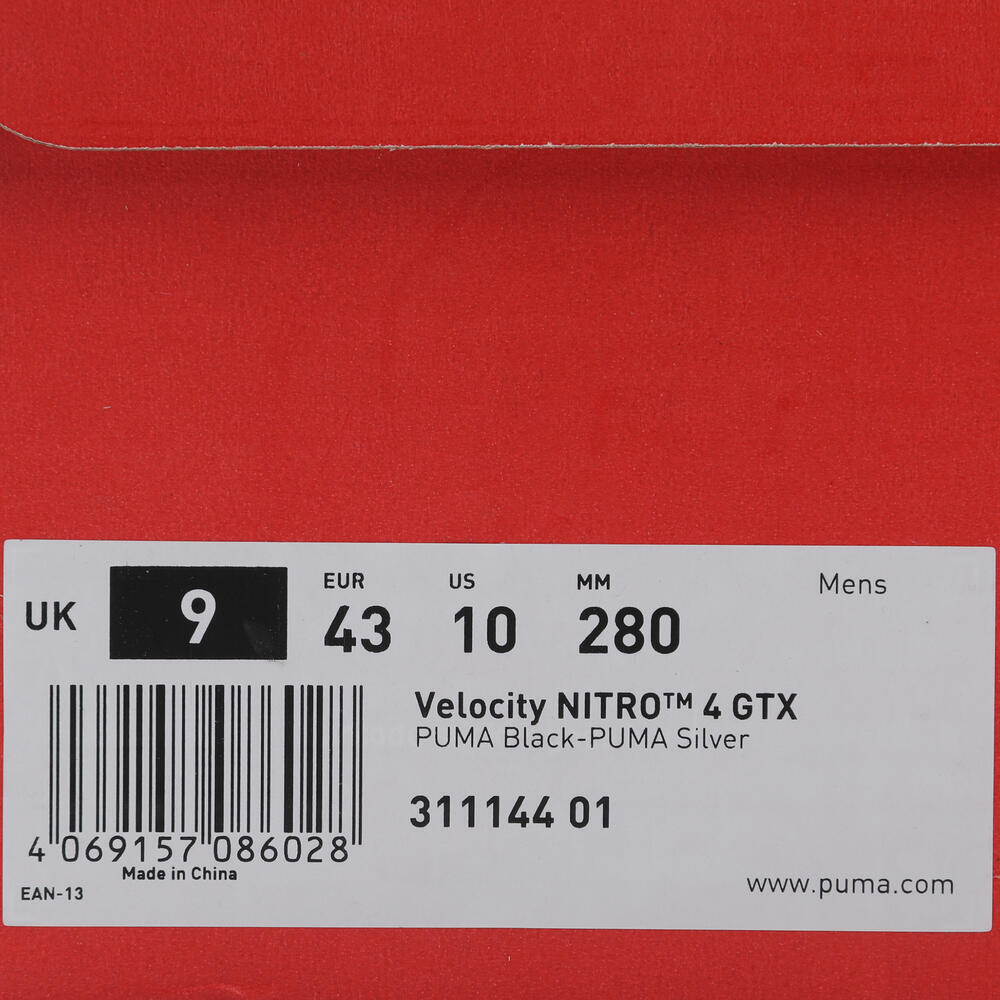 EUR US MM Mens
UK 9 43 10 280
Velocity NITRO™ 4 GTX
PUMA Black-PUMA Silver
311144 01
4 069157 086028
Made in China
EAN-13
www.puma.com